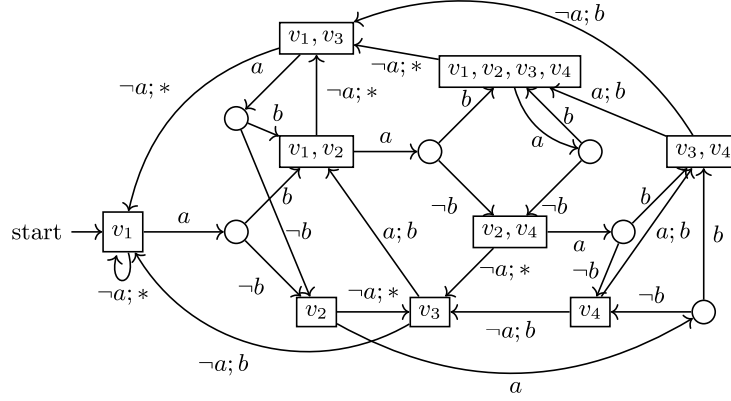 ¬a; b
v1, v3
¬a; ∗
a
v1, v2, v3, v4
¬a; ∗
b
b
a; b
¬a; ∗
b
a
v1, v2
a
v3, v4
b
¬b
¬b
b
a
v1
start
¬b
a; b
v2, v4
a
a; b
b
¬b
¬a; ∗
¬b
¬a; ∗
¬a; ∗
¬b
v2
v3
v4
¬a; b
¬a; b
a